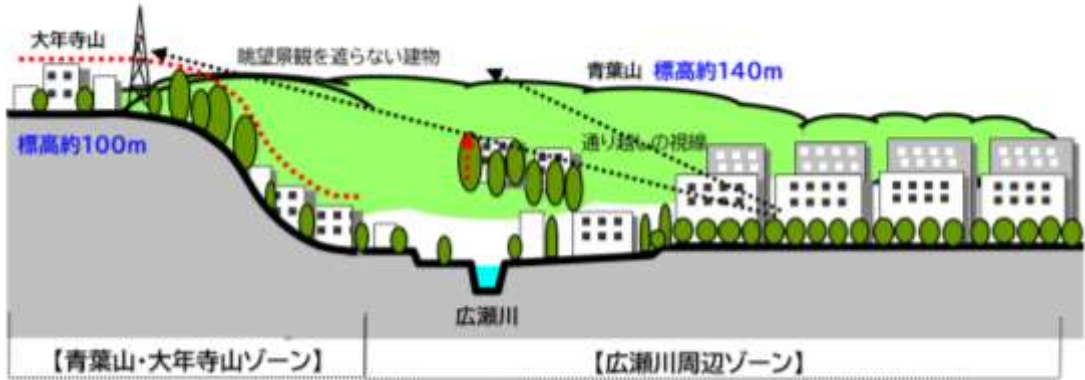 大年寺山
眺望景観を遮らない建物
青葉山 標高約140m
通り越しの視線
標高約100m
広瀬川
【青葉山・大年寺山ゾーン】
【広瀬川周辺ゾーン】